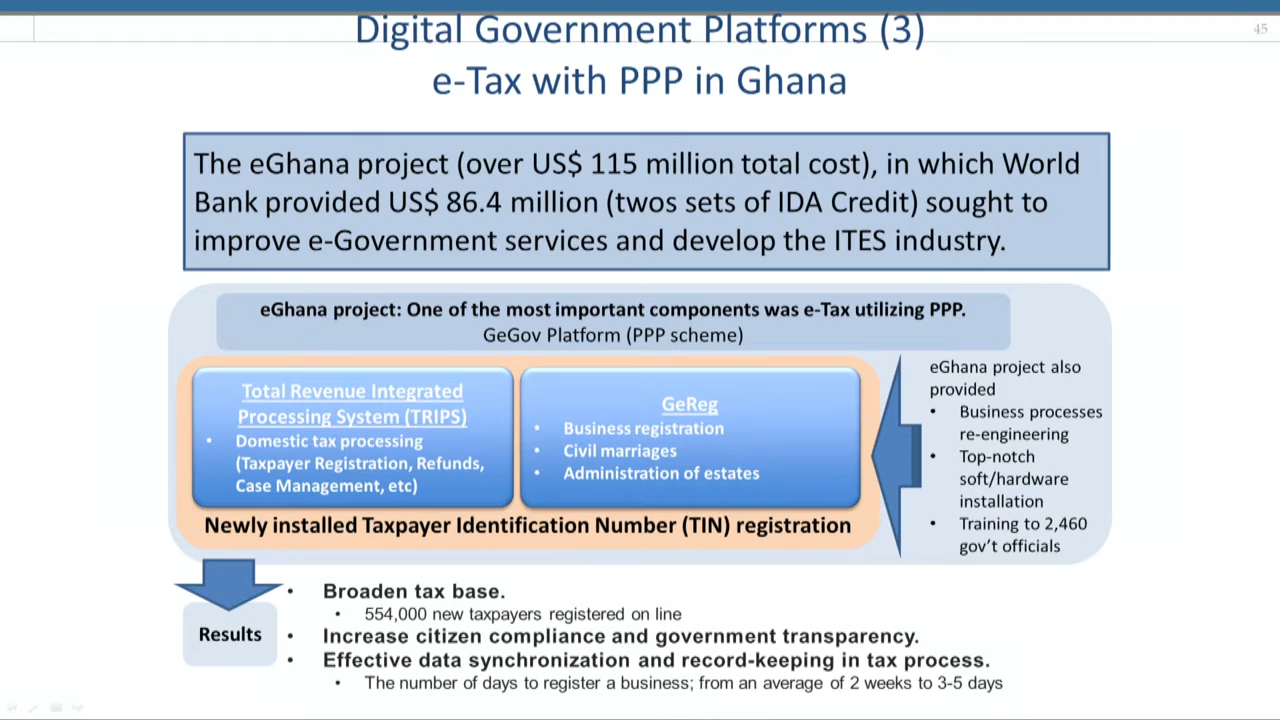 Digital Government Platforms (3)
45
e-Tax with PPP in Ghana
The eGhana project (over US$ 115 million total cost), in which World
Bank provided US$ 86.4 million (twos sets of IDA Credit) sought to
improve e-Government services and develop the ITES industry.
eGhana project: One of the most important components was e-Tax utilizing PPP.
GeGov Platform (PPP scheme)
Total Revenue Integrated
Processing System (TRIPS)
• Domestic tax processing
(Taxpayer Registration, Refunds,
Case Management, etc)
GeReg
• Business registration
• Civil marriages
• Administration of estates
Newly installed Taxpayer Identification Number (TIN) registration
eGhana project also
provided
• Business processes
re-engineering
• Top-notch
soft/hardware
installation
• Training to 2,460
gov't officials
Results
• Broaden tax base.
• 554,000 new taxpayers registered on line
• Increase citizen compliance and government transparency.
• Effective data synchronization and record-keeping in tax process.
• The number of days to register a business; from an average of 2 weeks to 3-5 days